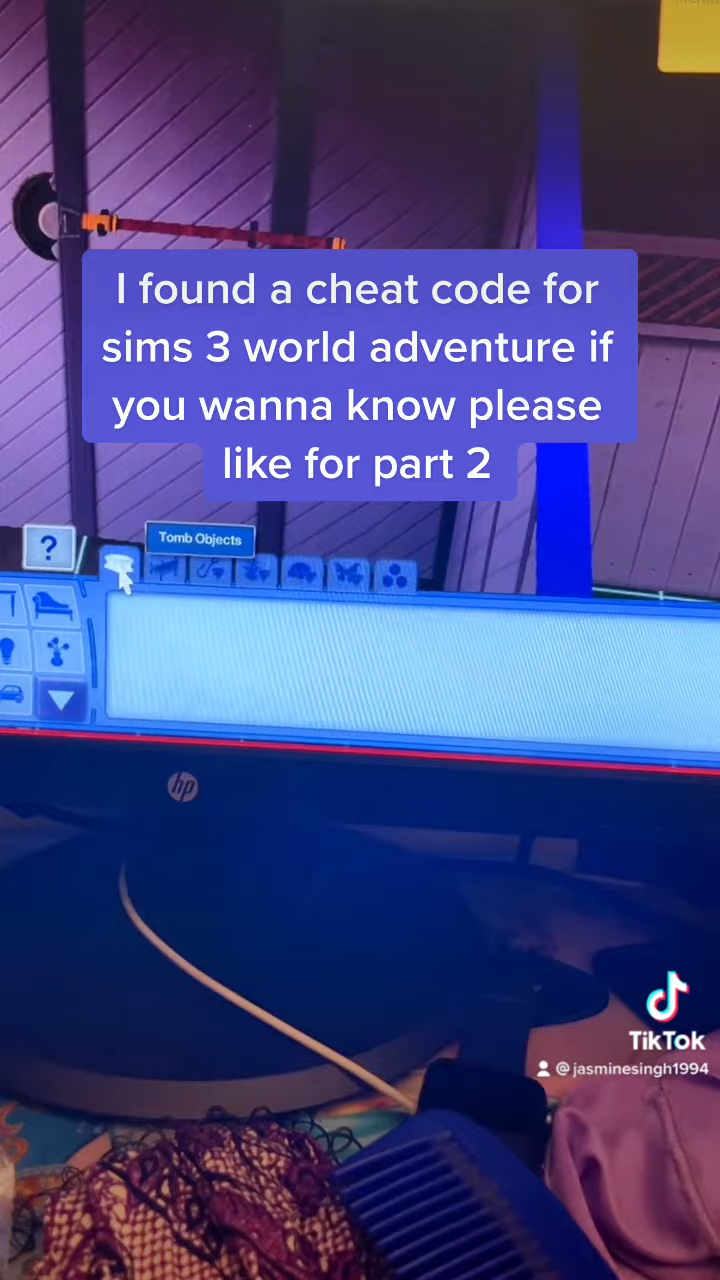 I found a cheat code for
sims 3 world adventure if
you wanna know please
like for part 2
?
Tomb Objects
hp
TikTok
@jasminesingh1994